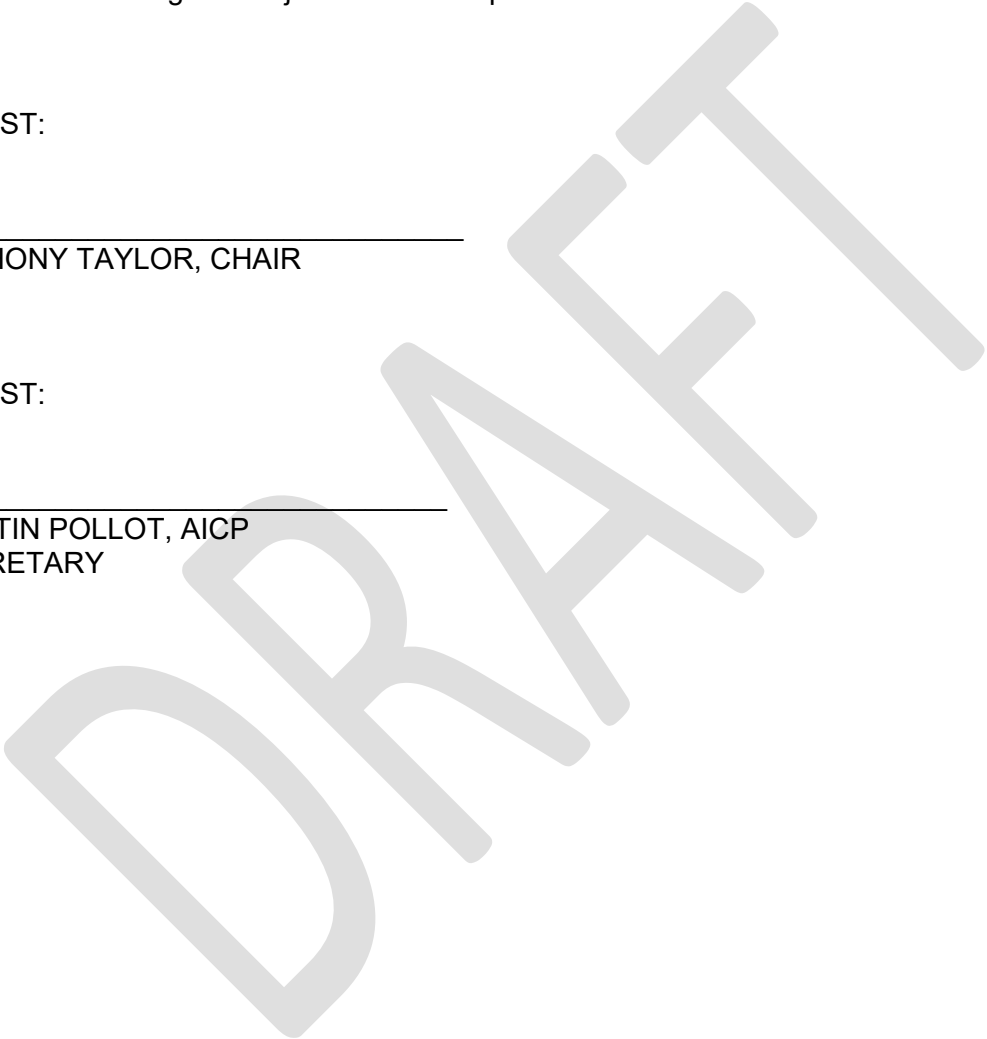 ST:
IONY TAYLOR, CHAIR
ST:
TIN POLLOT, AICP
RETARY
DRAFT